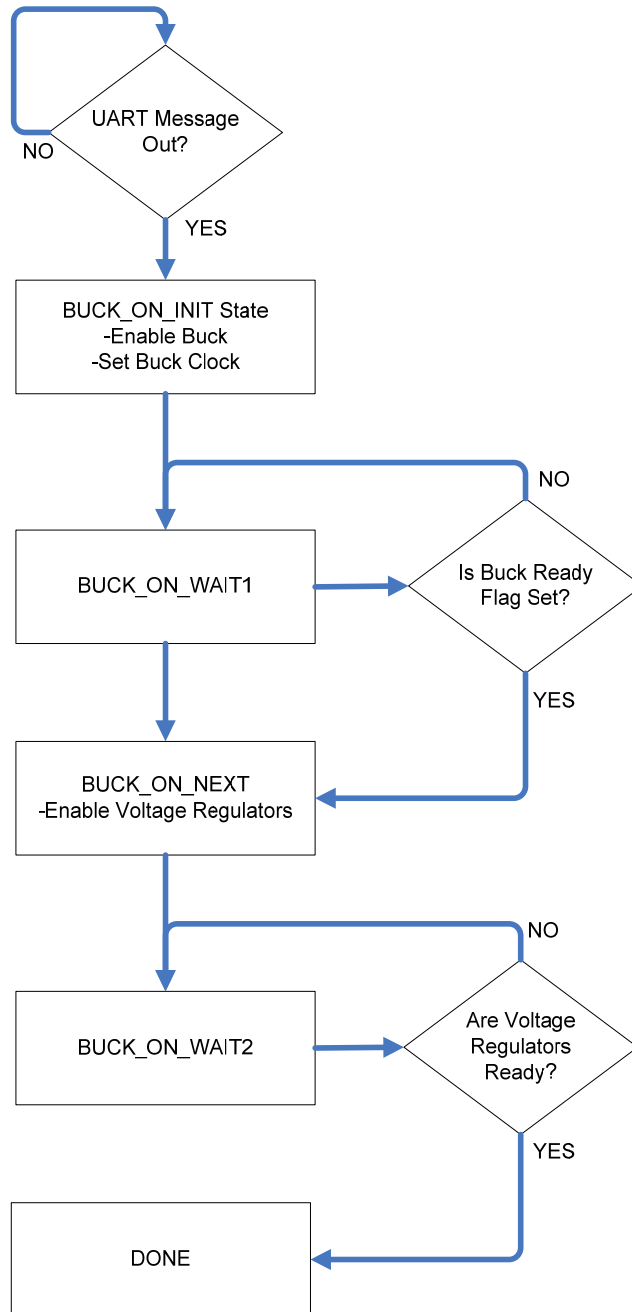 UART Message
Out?
NO
YES
BUCK_ON_INIT State
-Enable Buck
-Set Buck Clock
NO
BUCK_ON_WAIT1
Is Buck Ready
Flag Set?
YES
BUCK_ON_NEXT
-Enable Voltage Regulators
NO
BUCK_ON_WAIT2
Are Voltage
Regulators
Ready?
YES
DONE